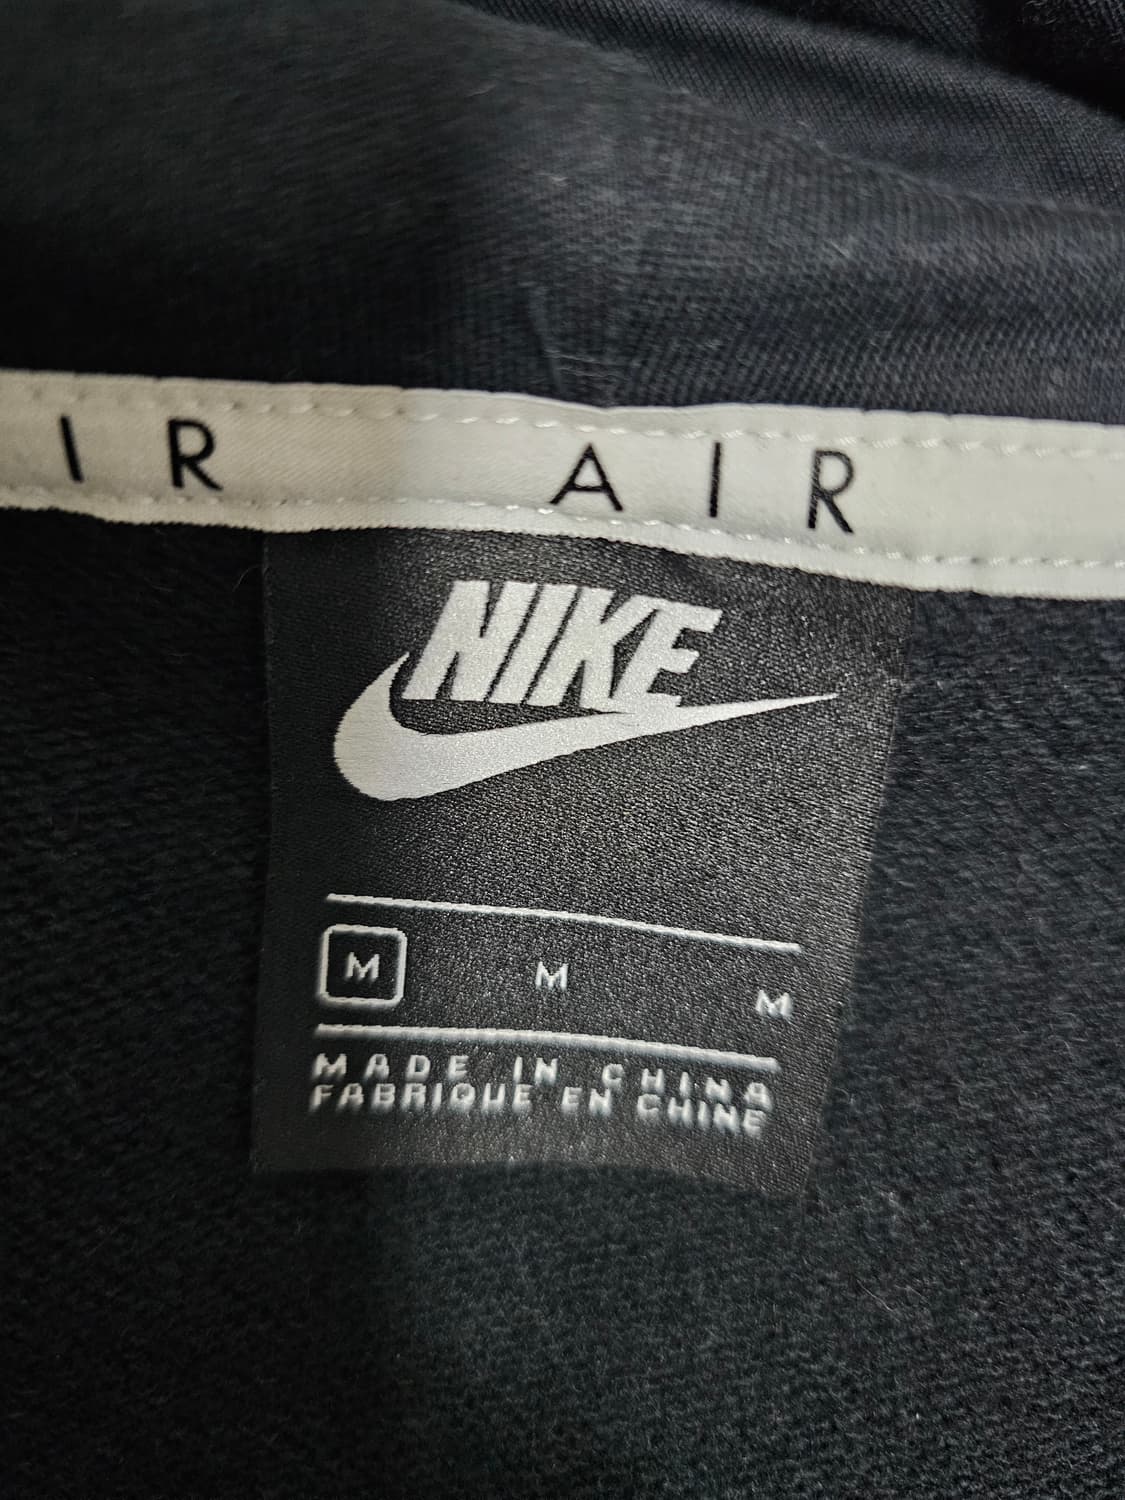 IR AIR
NIKE
M M M
MADE IN CHINA
FABRIQUE EN CHINE